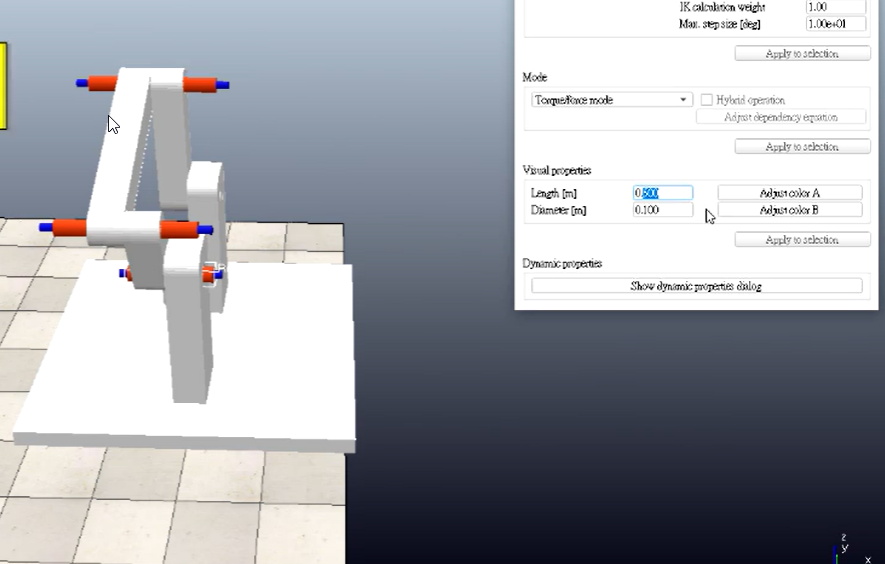 IK calculation weight 1.00
Max. step size [deg] 1.00e+01
Apply to selection
Mode
Torque/force mode Hybrid operation
Adjust dependency equation
Apply to selection
Visual properties
Length [m] 0.500 Adjust color A
Diameter [m] 0.100 Adjust color B
Apply to selection
Dynamic properties
Show dynamic properties dialog
z
y
x